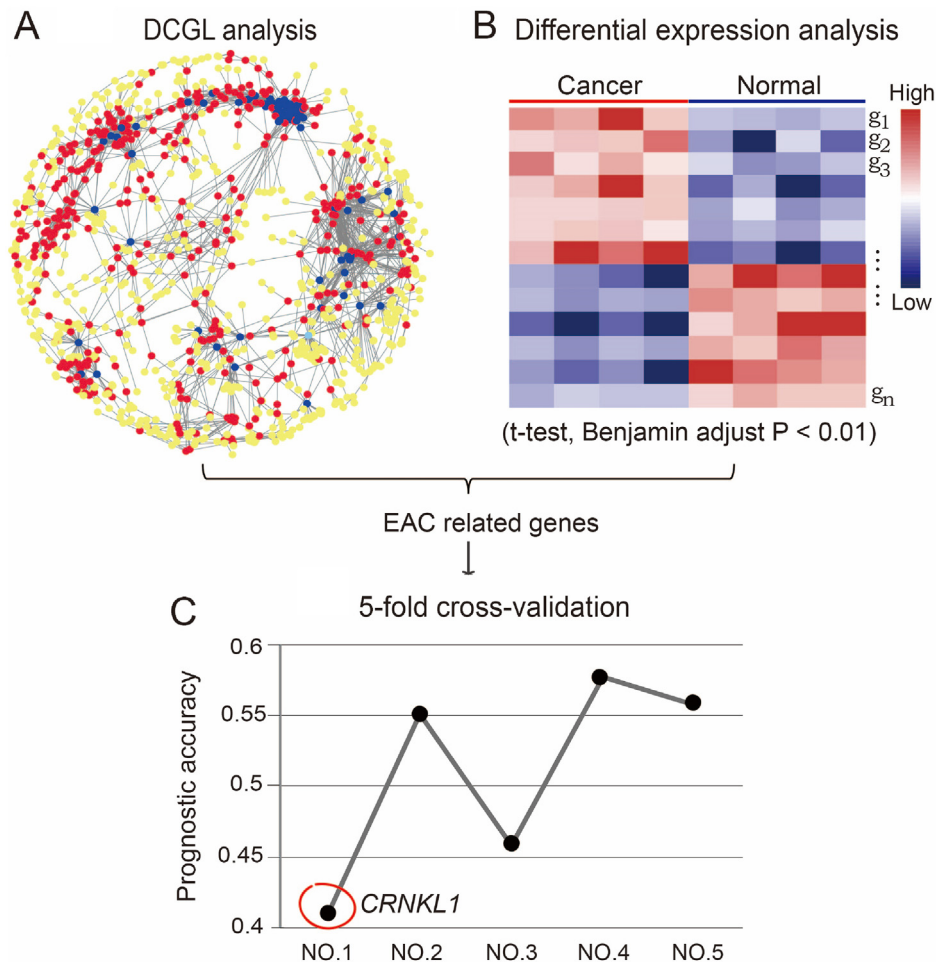 A
DCGL analysis
B
Differential expression analysis
Cancer
Normal
High
g1
g2
g3
Low
gn
(t-test, Benjamin adjust P < 0.01)
EAC related genes
C
5-fold cross-validation
Prognostic accuracy
0.6
0.55
0.5
0.45
0.4
CRNKL1
NO.1 NO.2 NO.3 NO.4 NO.5